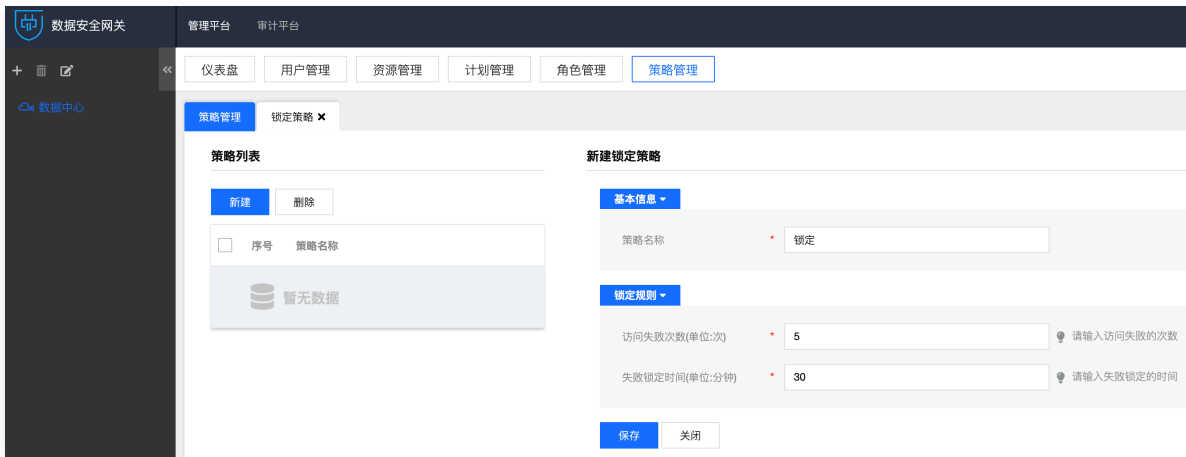 数据安全网关
管理平台 审计平台
仪表盘 用户管理 资源管理 计划管理 角色管理 策略管理
数据中心
策略管理 锁定策略
策略列表
新建 删除
序号 策略名称
暂无数据
新建锁定策略
基本信息
策略名称 * 锁定
锁定规则
访问失败次数(单位:次) * 5 请输入访问失败的次数
失败锁定时间(单位:分钟) * 30 请输入失败锁定的时间
保存 关闭